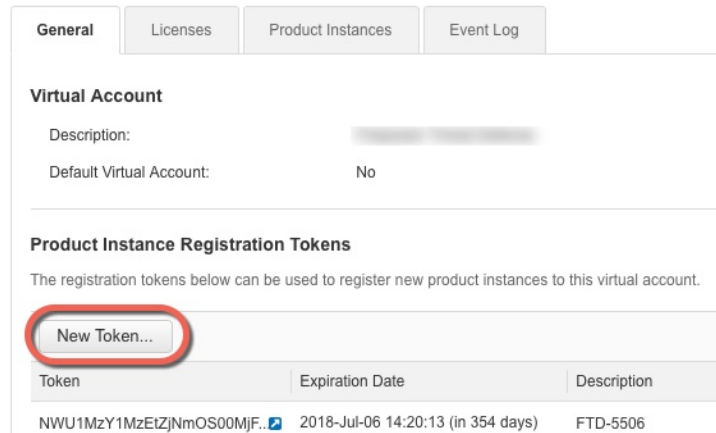 General Licenses Product Instances Event Log
Virtual Account
Description:
Default Virtual Account: No
Product Instance Registration Tokens
The registration tokens below can be used to register new product instances to this virtual account.
New Token...
Token Expiration Date Description
NWU1MzY1MzEtZjNmOS00MjF.. 2018-Jul-06 14:20:13 (in 354 days) FTD-5506